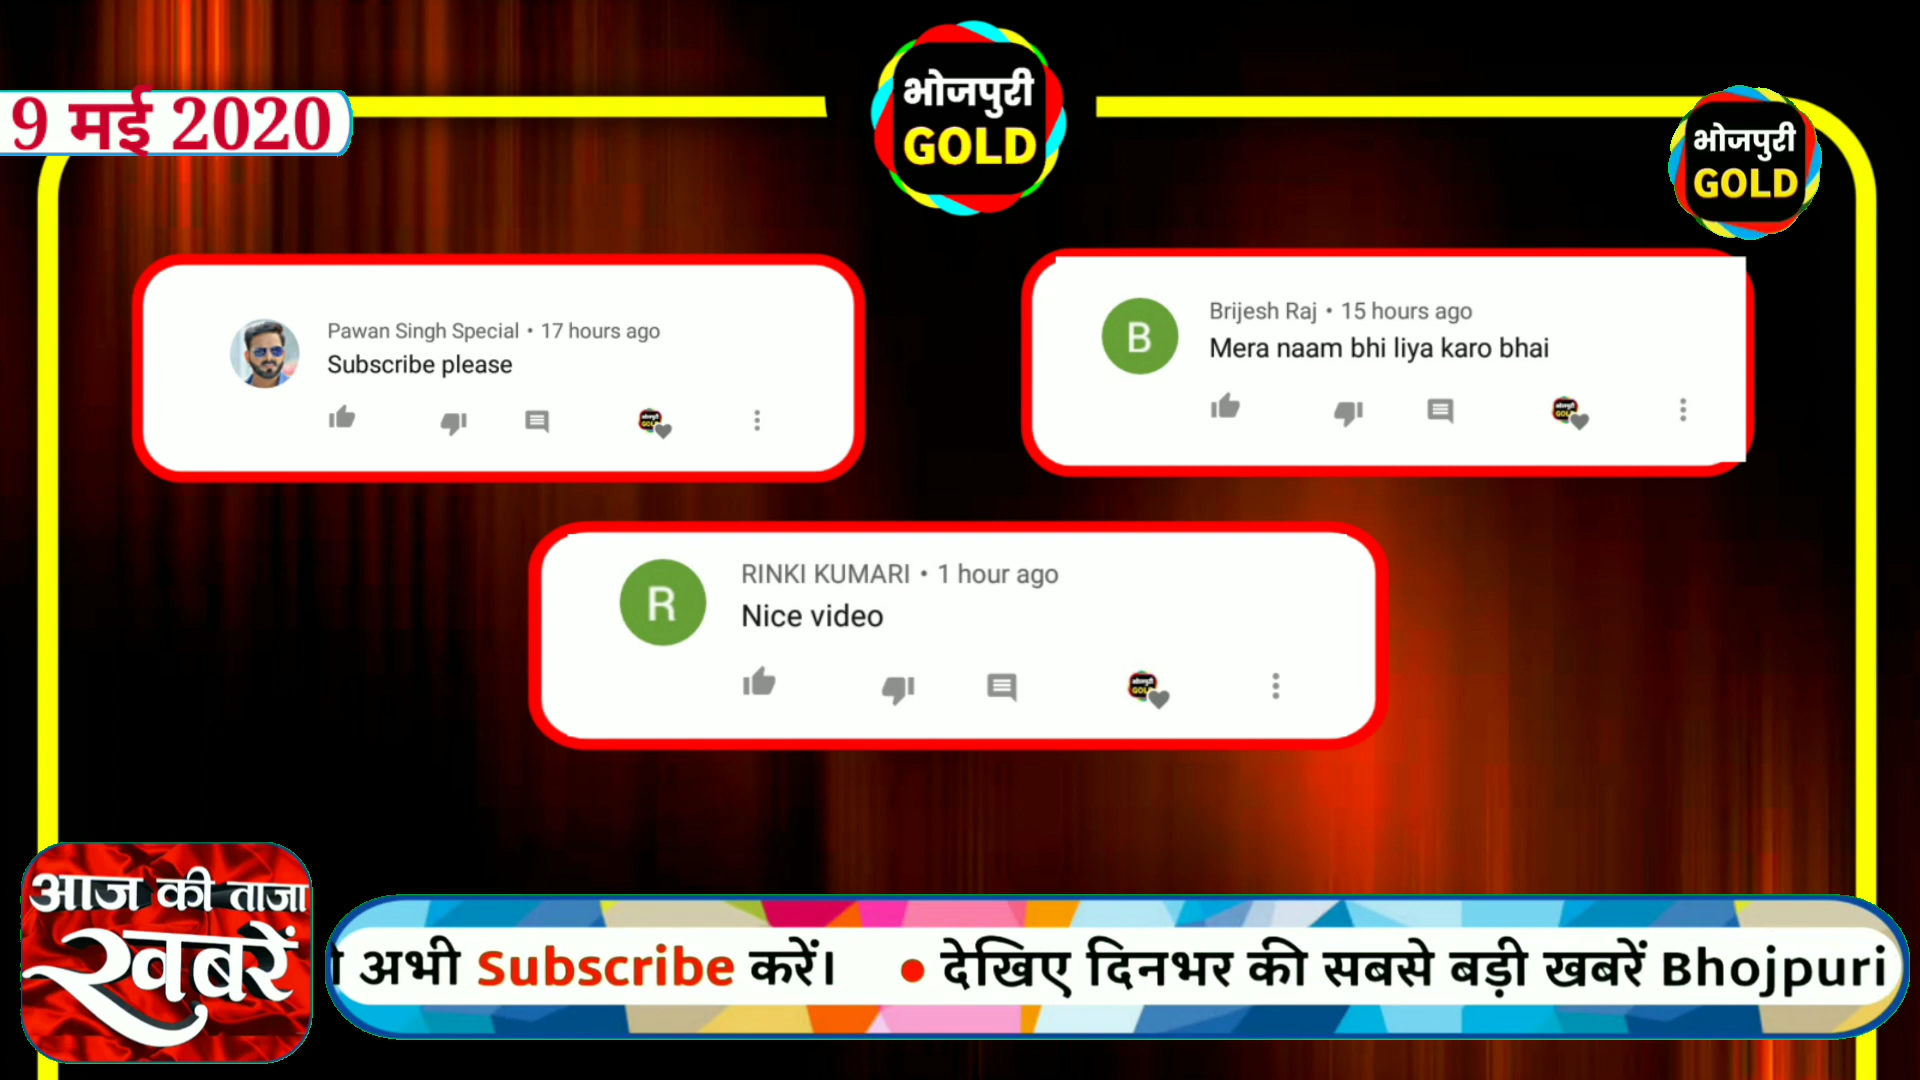 9 मई 2020
भोजपुरी
GOLD
भोजपुरी
GOLD
Pawan Singh Special • 17 hours ago
Subscribe please
Brijesh Raj • 15 hours ago
Mera naam bhi liya karo bhai
B
RINKI KUMARI • 1 hour ago
Nice video
R
आज की ताजा
खबरें
अभी Subscribe करें। • देखिए दिनभर की सबसे बड़ी खबरें Bhojpuri